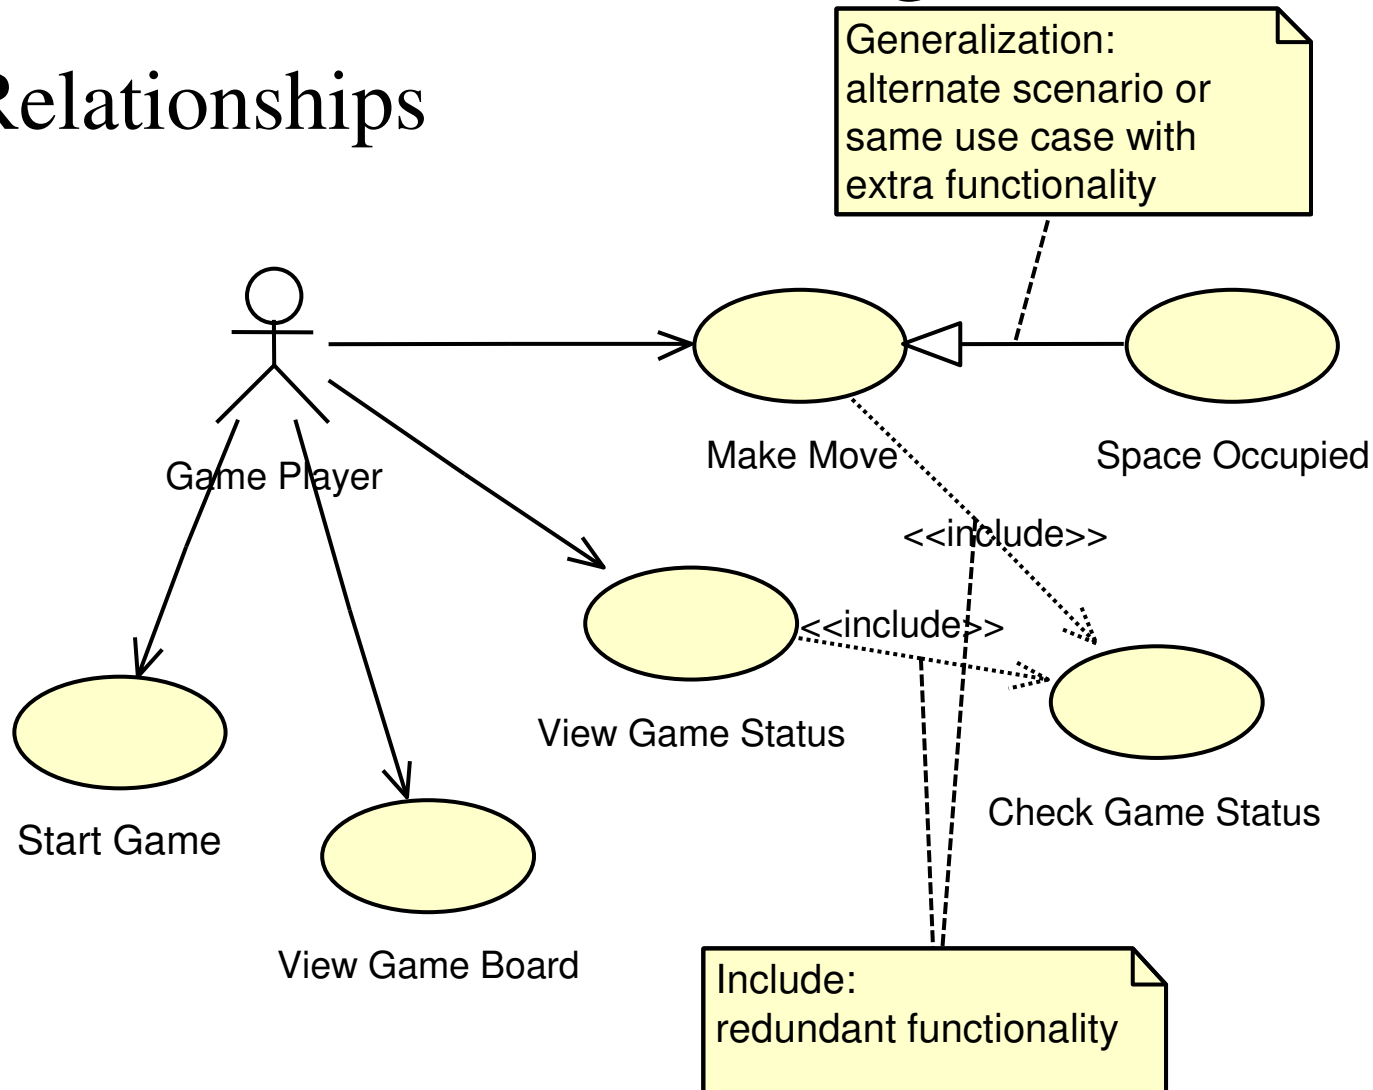 Relationships
Generalization:
alternate scenario or
same use case with
extra functionality
Game Player
Make Move
Space Occupied
<<include>>
<<include>>
View Game Status
Check Game Status
Start Game
View Game Board
Include:
redundant functionality